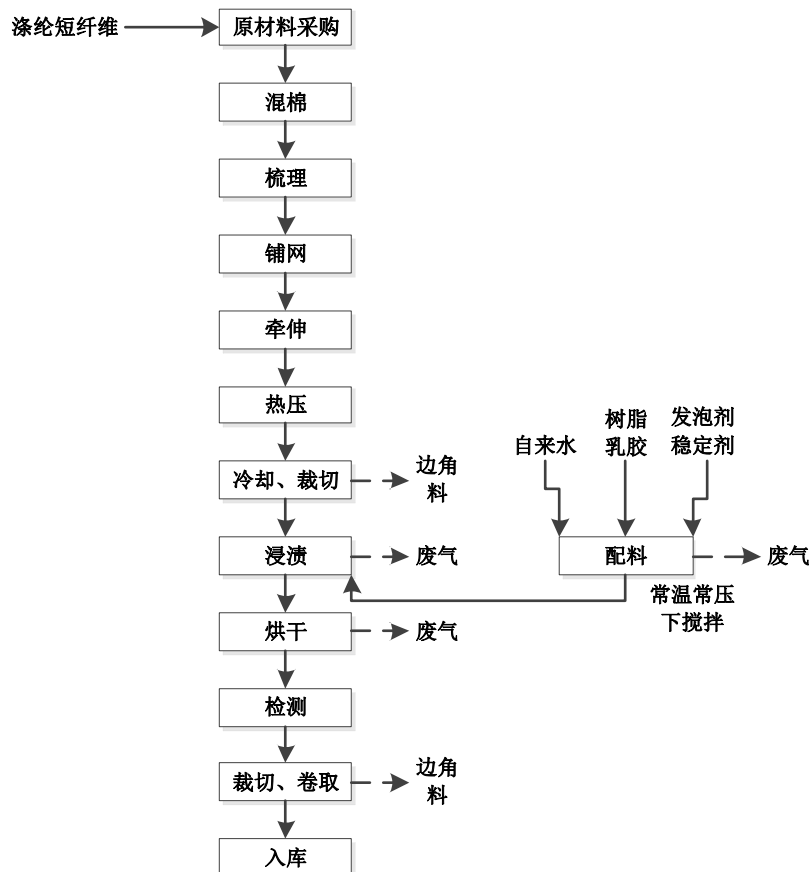 涤纶短纤维
原材料采购
混棉
梳理
铺网
牵伸
热压
冷却、裁切
边角
料
浸渍
废气
自来水
树脂
乳胶
发泡剂
稳定剂
配料
废气
常温常压
下搅拌
烘干
废气
检测
裁切、卷取
边角
料
入库